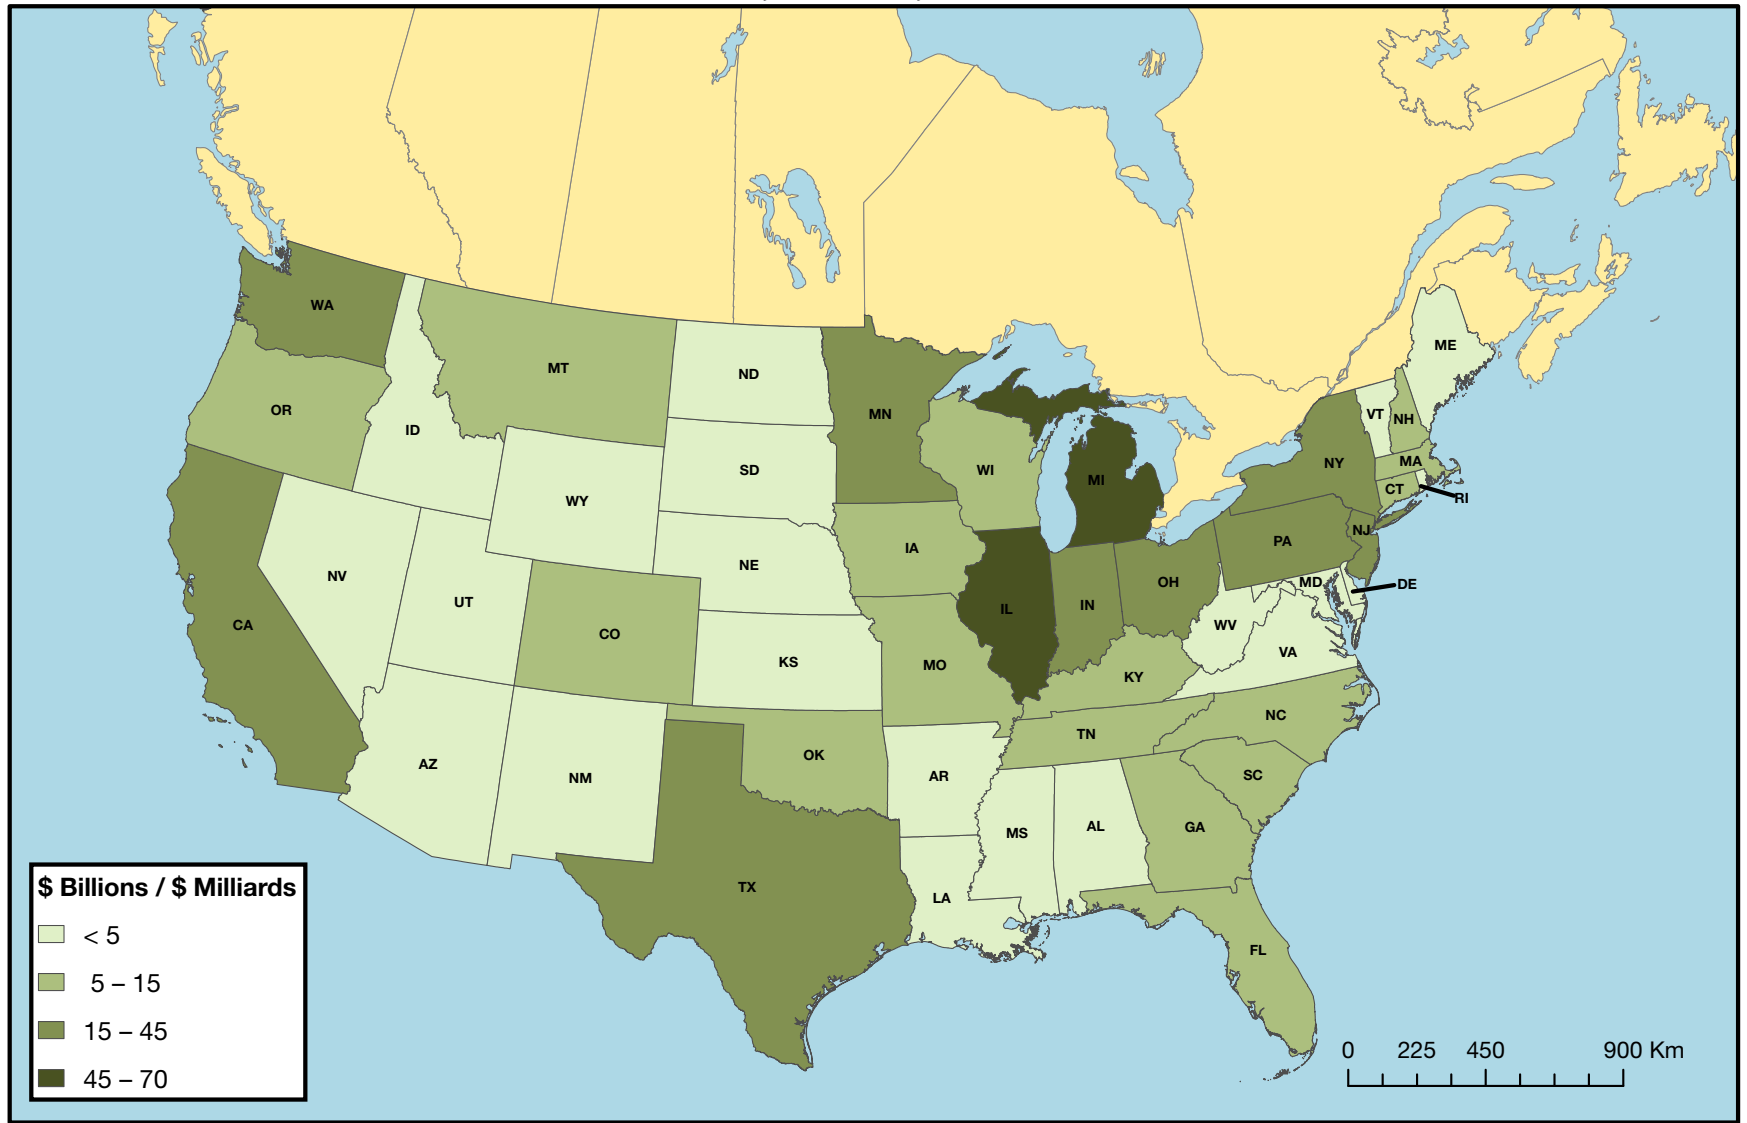 WA
MT
ND
ME
OR
ID
MN
VT
NH
SD
WI
NY
MA
MI
CT
RI
WY
NE
IA
PA
NJ
NV
UT
OH
MD
DE
CO
IL
IN
CA
WV
KS
MO
KY
VA
NC
TN
AZ
NM
OK
AR
SC
MS
AL
GA
TX
LA
FL
$ Billions / $ Milliards
< 5
5 – 15
15 – 45
45 – 70
0 225 450 900 Km